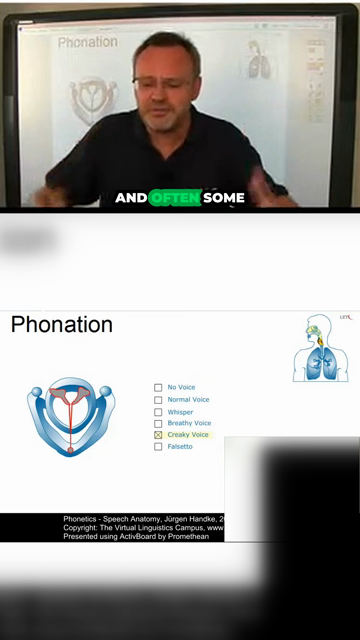 Phonation
AND OFTEN SOME
Phonation
No Voice
Normal Voice
Whisper
Breathy Voice
Creaky Voice
Falsetto
Phonetics - Speech Anatomy, Jürgen Handke,
Copyright: The Virtual Linguistics Campus, www
Presented using ActivBoard by Promethean